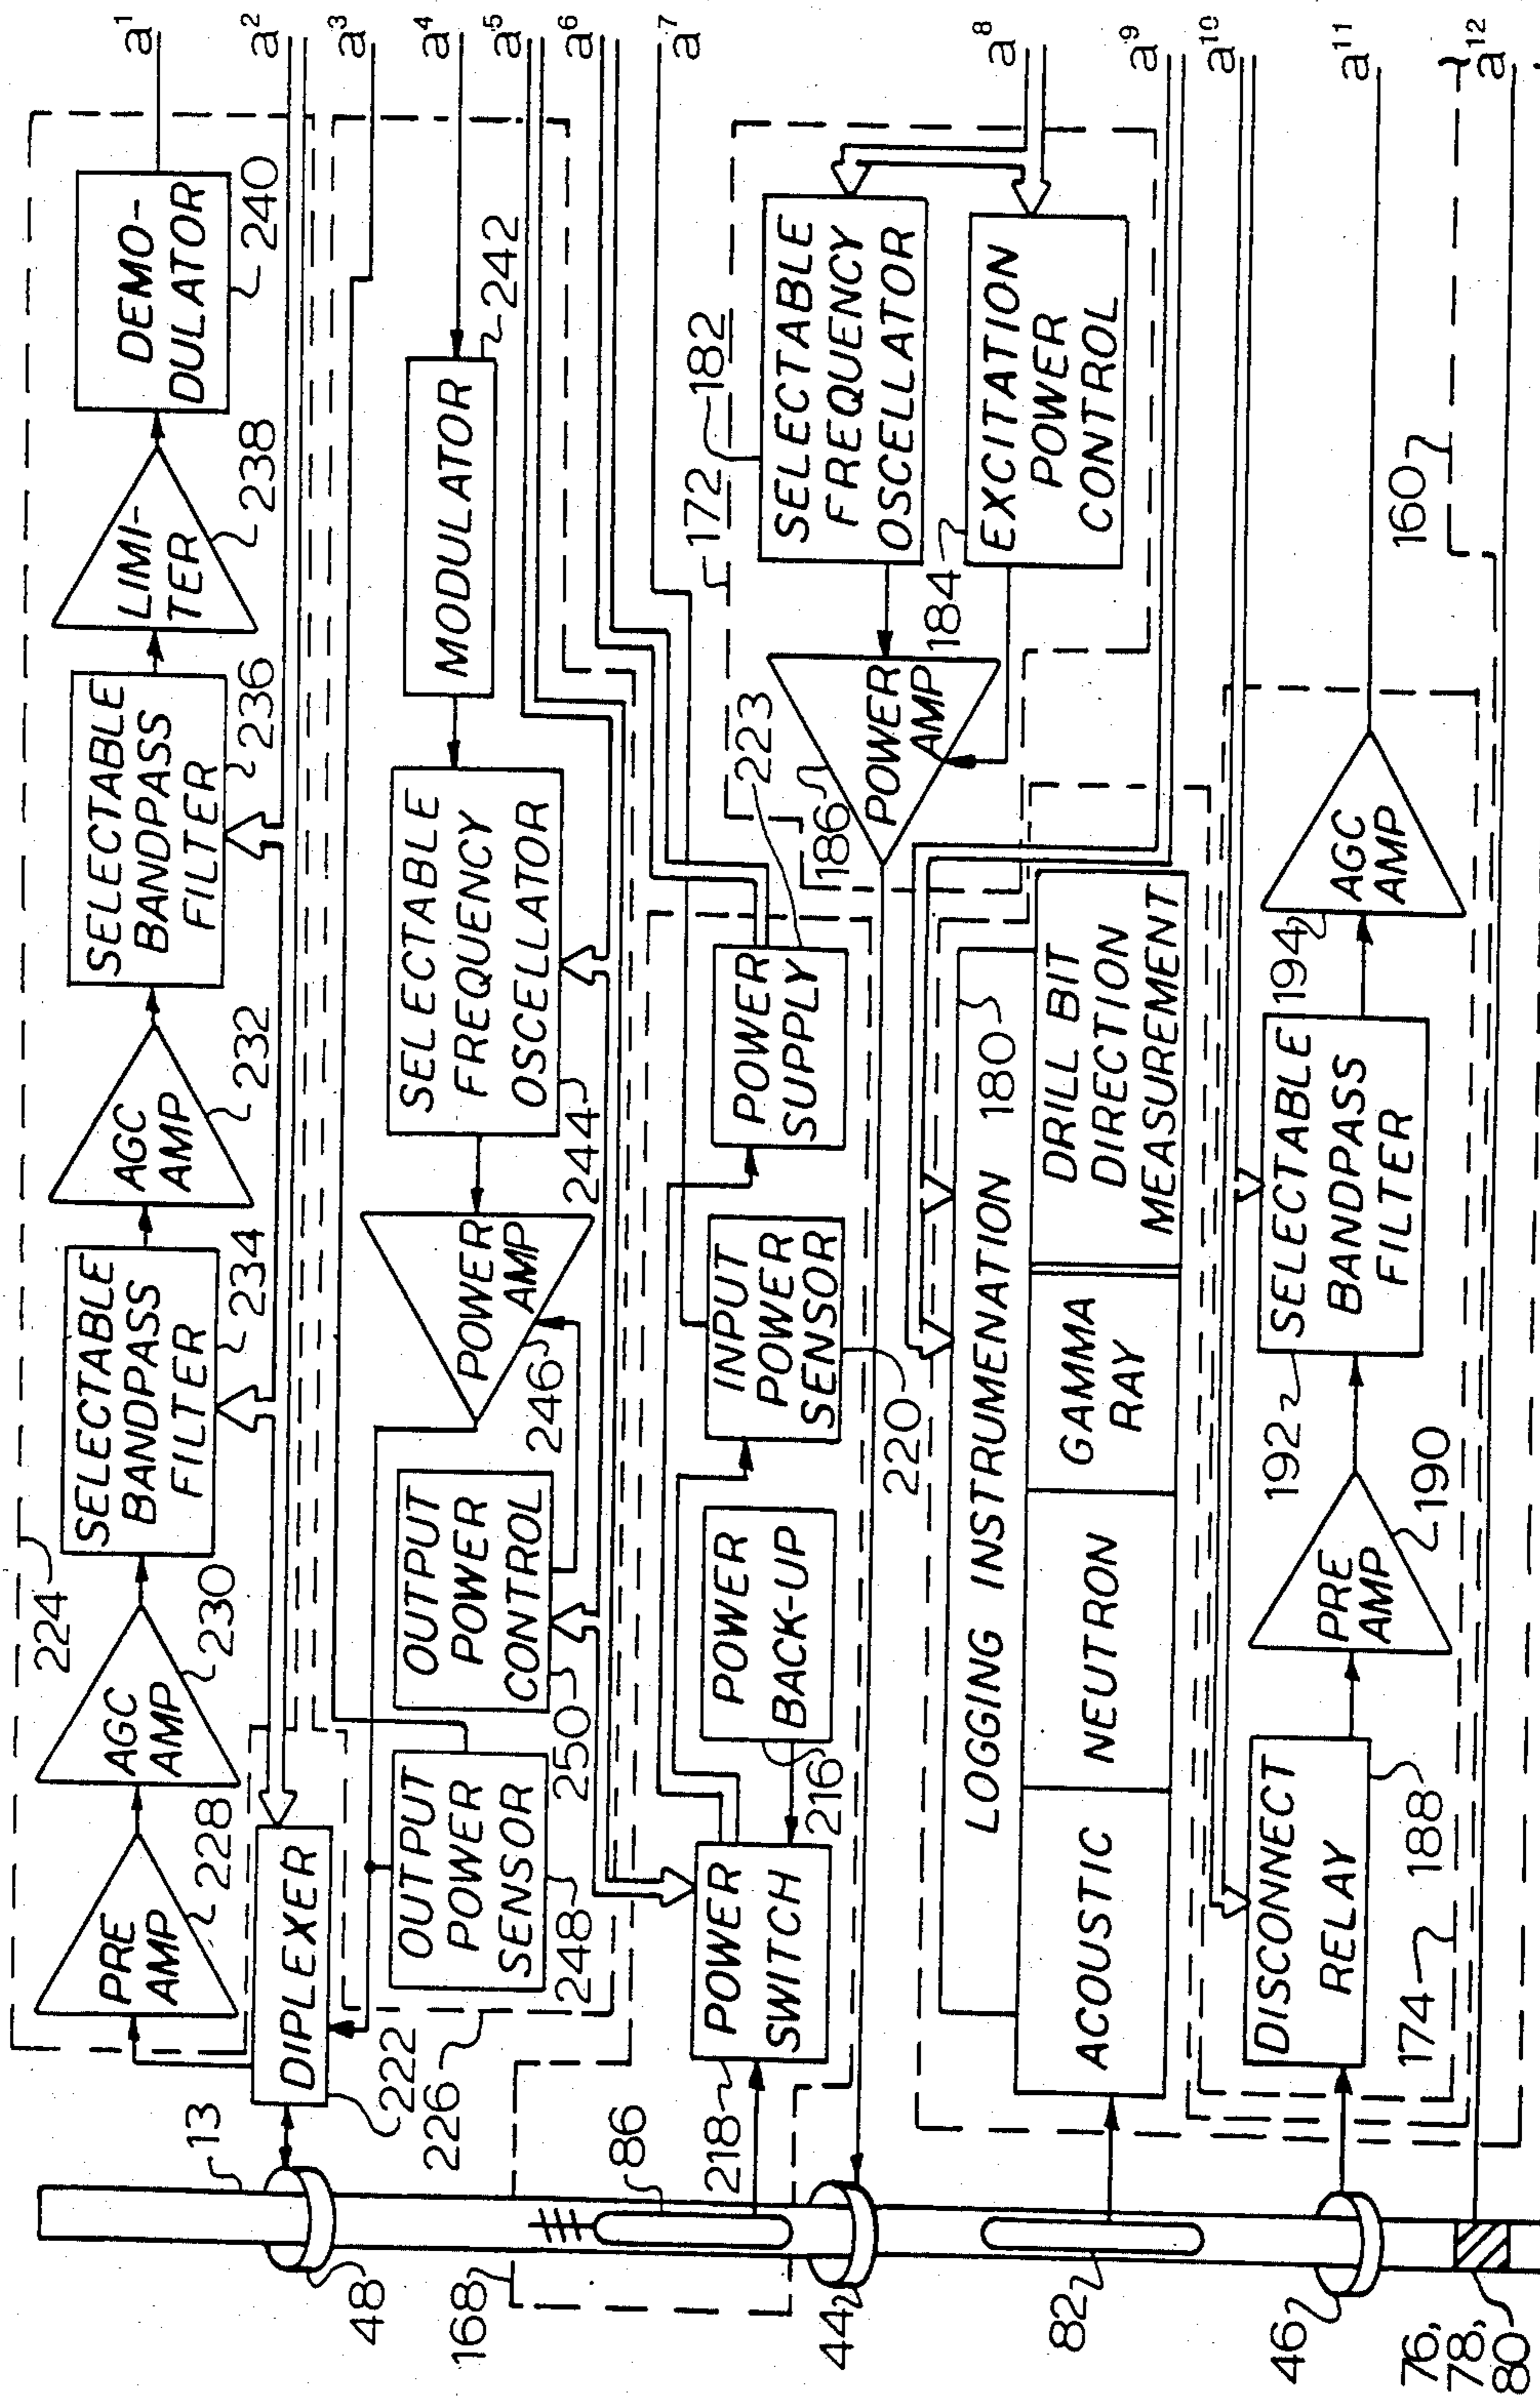 a1
a2
a3
a4
a5
a6
a7
a8
a9
a10
a11
a12
224
PRE
AMP
228
AGC
AMP
230
SELECTABLE
BANDPASS
FILTER
234
AGC
AMP
232
SELECTABLE
BANDPASS
FILTER
236
LIMI-
TER
238
DEMO-
DULATOR
240
13
48
DIPLEXER
222
226
OUTPUT
POWER
SENSOR
248
OUTPUT
POWER
CONTROL
250
POWER
AMP
246
SELECTABLE
FREQUENCY
OSCELLATOR
244
MODULATOR
242
168
86
218
POWER
SWITCH
216
POWER
BACK-UP
INPUT
POWER
SENSOR
220
POWER
SUPPLY
223
172
182
SELECTABLE
FREQUENCY
OSCELLATOR
184
EXCITATION
POWER
CONTROL
186
POWER
AMP
44
82
LOGGING INSTRUMENATION
180
ACOUSTIC
NEUTRON
GAMMA
RAY
DRILL BIT
DIRECTION
MEASUREMENT
46
DISCONNECT
RELAY
188
174
PRE
AMP
190
192
SELECTABLE
BANDPASS
FILTER
194
AGC
AMP
160
76,
78,
80